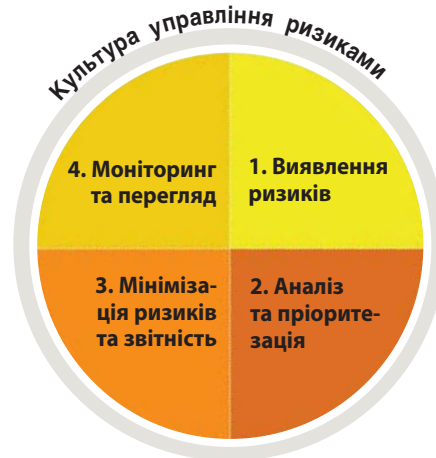 Культура управління ризиками
4. Моніторинг
та перегляд
1. Виявлення
ризиків
3. Мініміза-
ція ризиків
та звітність
2. Аналіз
та пріорите-
зація